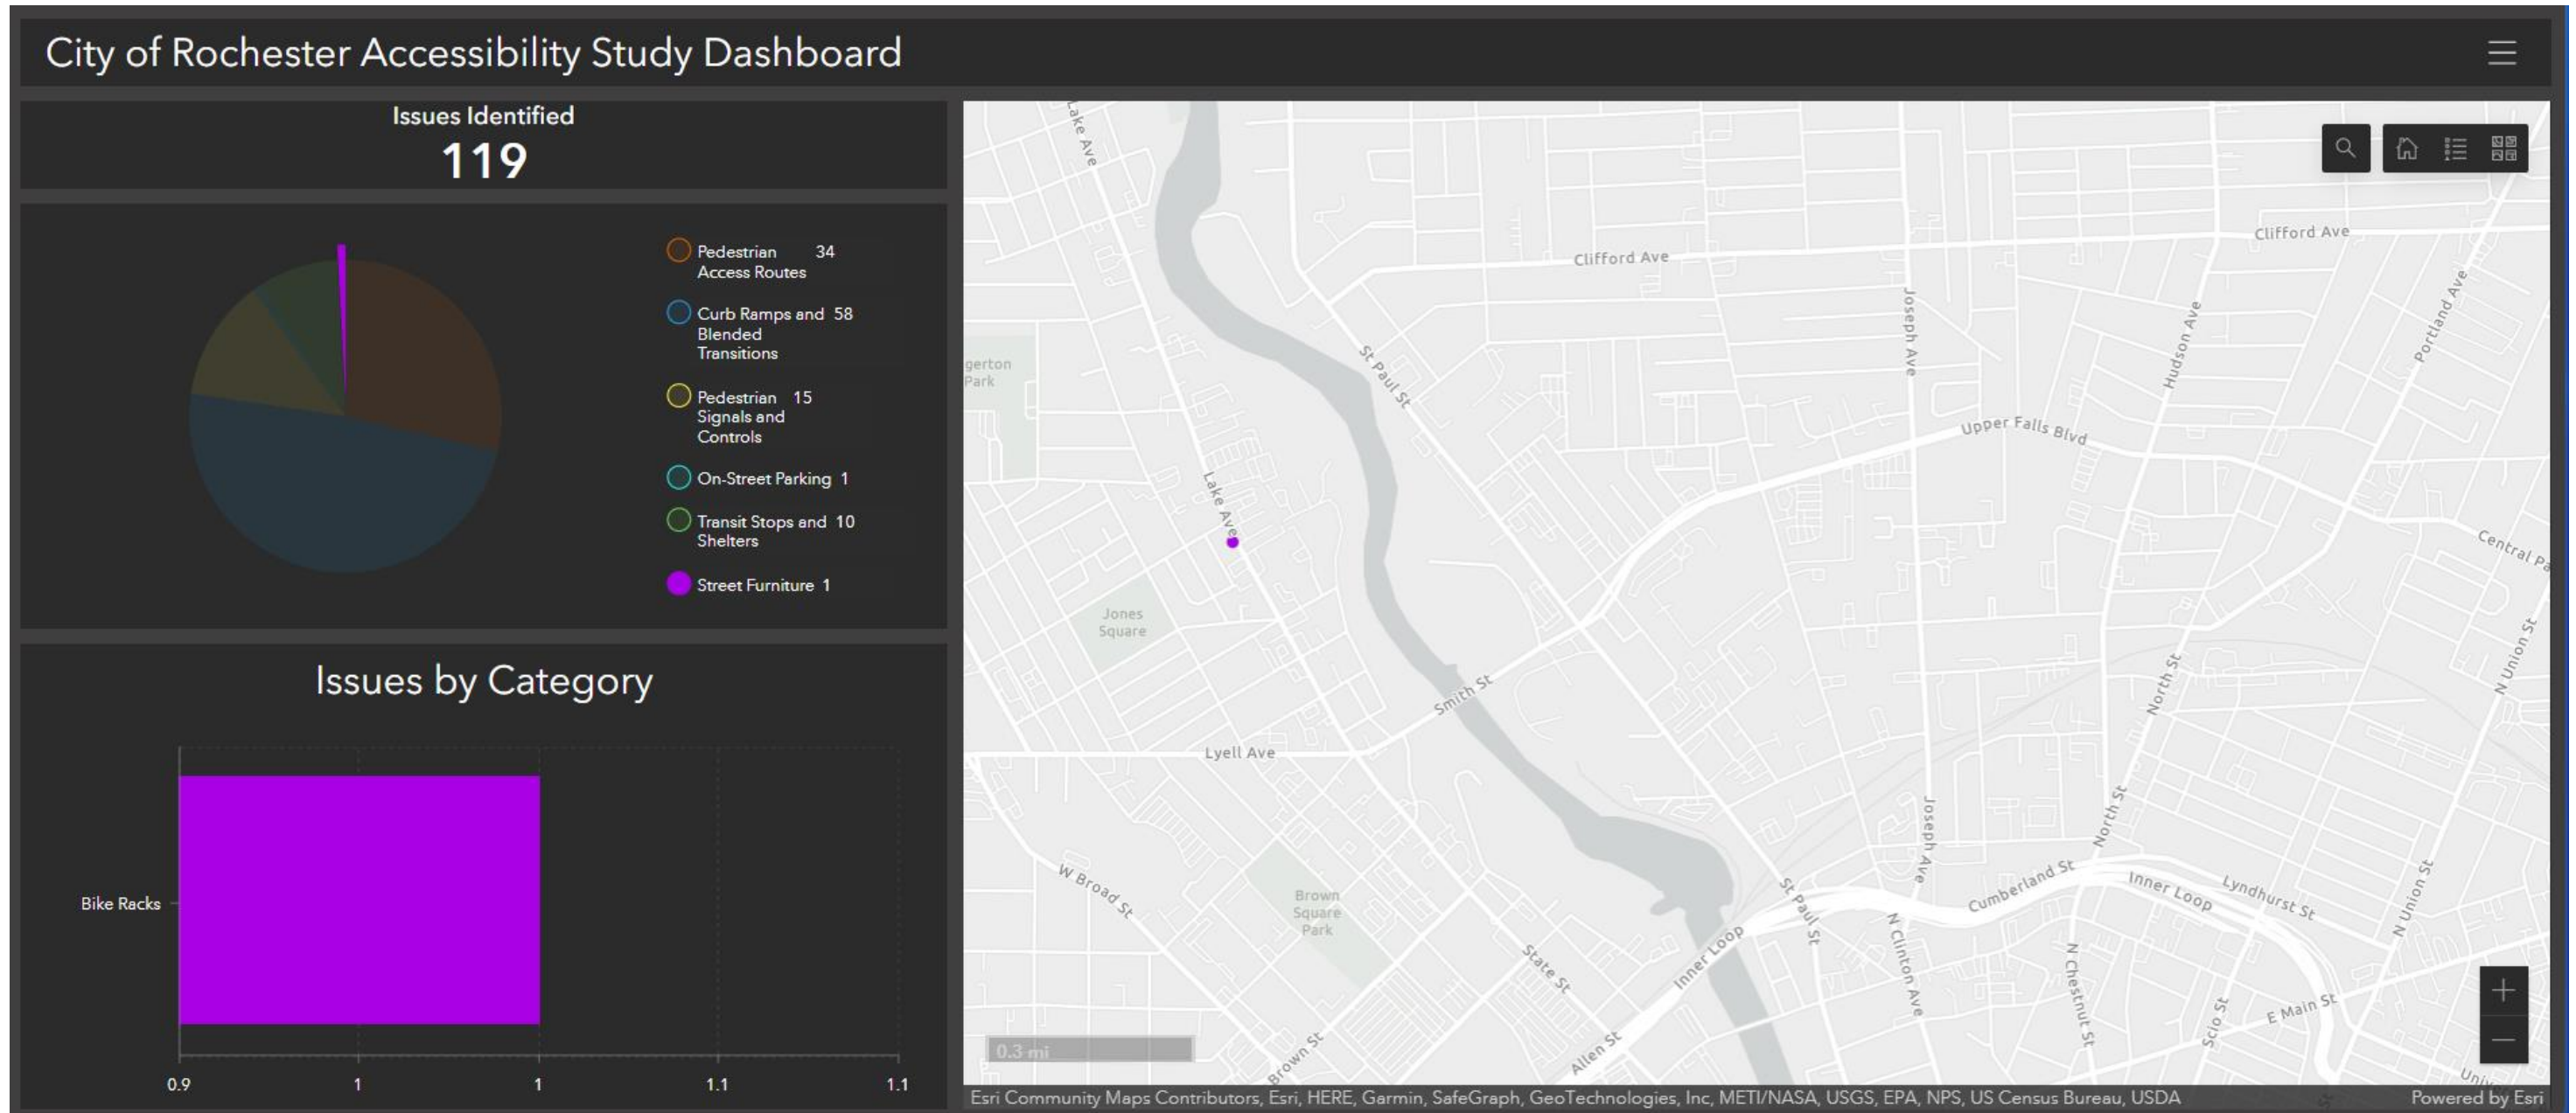 City of Rochester Accessibility Study Dashboard
Issues Identified
119
Pedestrian 34
Access Routes
Curb Ramps and 58
Blended
Transitions
Pedestrian 15
Signals and
Controls
On-Street Parking 1
Transit Stops and 10
Shelters
Street Furniture 1
Issues by Category
Bike Racks
0.9 1 1 1.1 1.1
Lake Ave
Clifford Ave
Clifford Ave
Joseph Ave
Hudson Ave
Portland Ave
St Paul St
gerton
Park
Upper Falls Blvd
Lake Ave
Central Pa
Jones
Square
N Union St
North St
Smith St
Lyell Ave
Joseph Ave
North St
W Broad St
Brown
Square
Park
St Paul St
Cumberland St
Inner Loop
Lyndhurst St
N Union St
N Clinton Ave
N Chestnut St
Inner Loop
State St
Scio St
E Main St
0.3 mi
Brown St
Allen St
Esri Community Maps Contributors, Esri, HERE, Garmin, SafeGraph, GeoTechnologies, Inc, METI/NASA, USGS, EPA, NPS, US Census Bureau, USDA
Powered by Esri